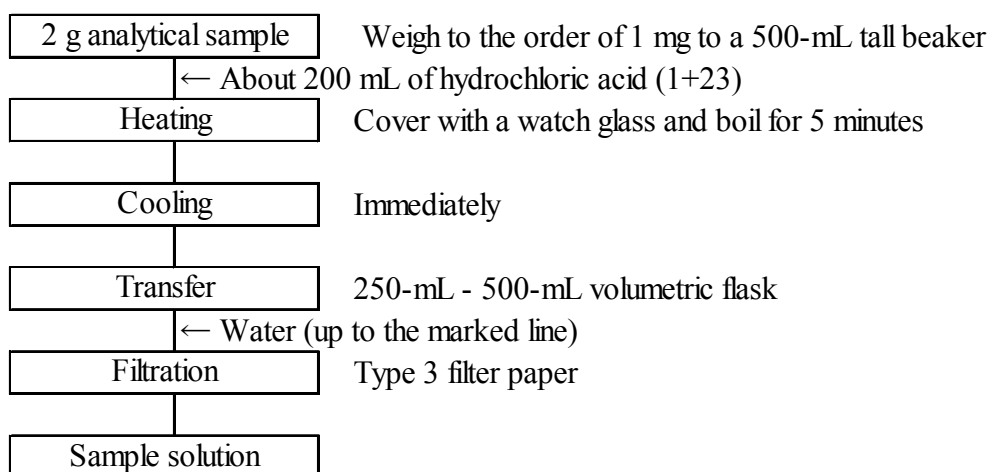 2 g analytical sample Weigh to the order of 1 mg to a 500-mL tall beaker
← About 200 mL of hydrochloric acid (1+23)
Heating Cover with a watch glass and boil for 5 minutes
Cooling Immediately
Transfer 250-mL - 500-mL volumetric flask
← Water (up to the marked line)
Filtration Type 3 filter paper
Sample solution